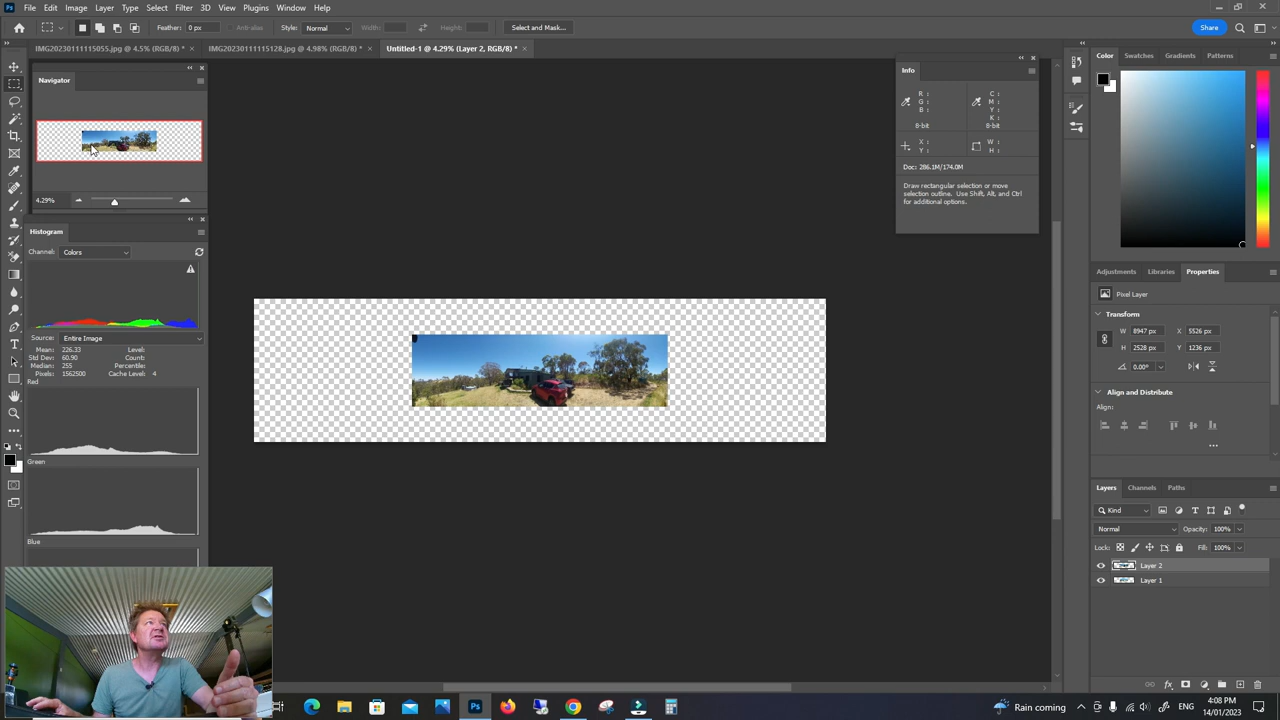 Ps File Edit Image Layer Type Select Filter 3D View Plugins Window Help
Feather: 0 px Anti-alias Style: Normal Width: Height: Select and Mask... Share
IMG20230111115055.jpg @ 4.5% (RGB/8) * × IMG20230111115128.jpg @ 4.98% (RGB/8) * × Untitled-1 @ 4.29% (Layer 2, RGB/8) * ×
Navigator
4.29%
Histogram
Channel: Colors
Source: Entire Image
Mean: 226.33 Level:
Std Dev: 60.90 Count:
Median: 255 Percentile:
Pixels: 1562500 Cache Level: 4
Red
Green
Blue
Info
R : C :
G : M :
B : Y :
K :
8-bit 8-bit
X : W :
Y : H :
Doc: 286.1M/174.0M
Draw rectangular selection or move
selection outline. Use Shift, Alt, and Ctrl
for additional options.
Color Swatches Gradients Patterns
Adjustments Libraries Properties
Pixel Layer
Transform
W 8947 px X 5526 px
H 2528 px Y 1236 px
0.00°
Align and Distribute
Align:
Layers Channels Paths
Kind
Normal Opacity: 100%
Lock: Fill: 100%
Layer 2
Layer 1
Ps Rain coming 4:08 PM
14/01/2023